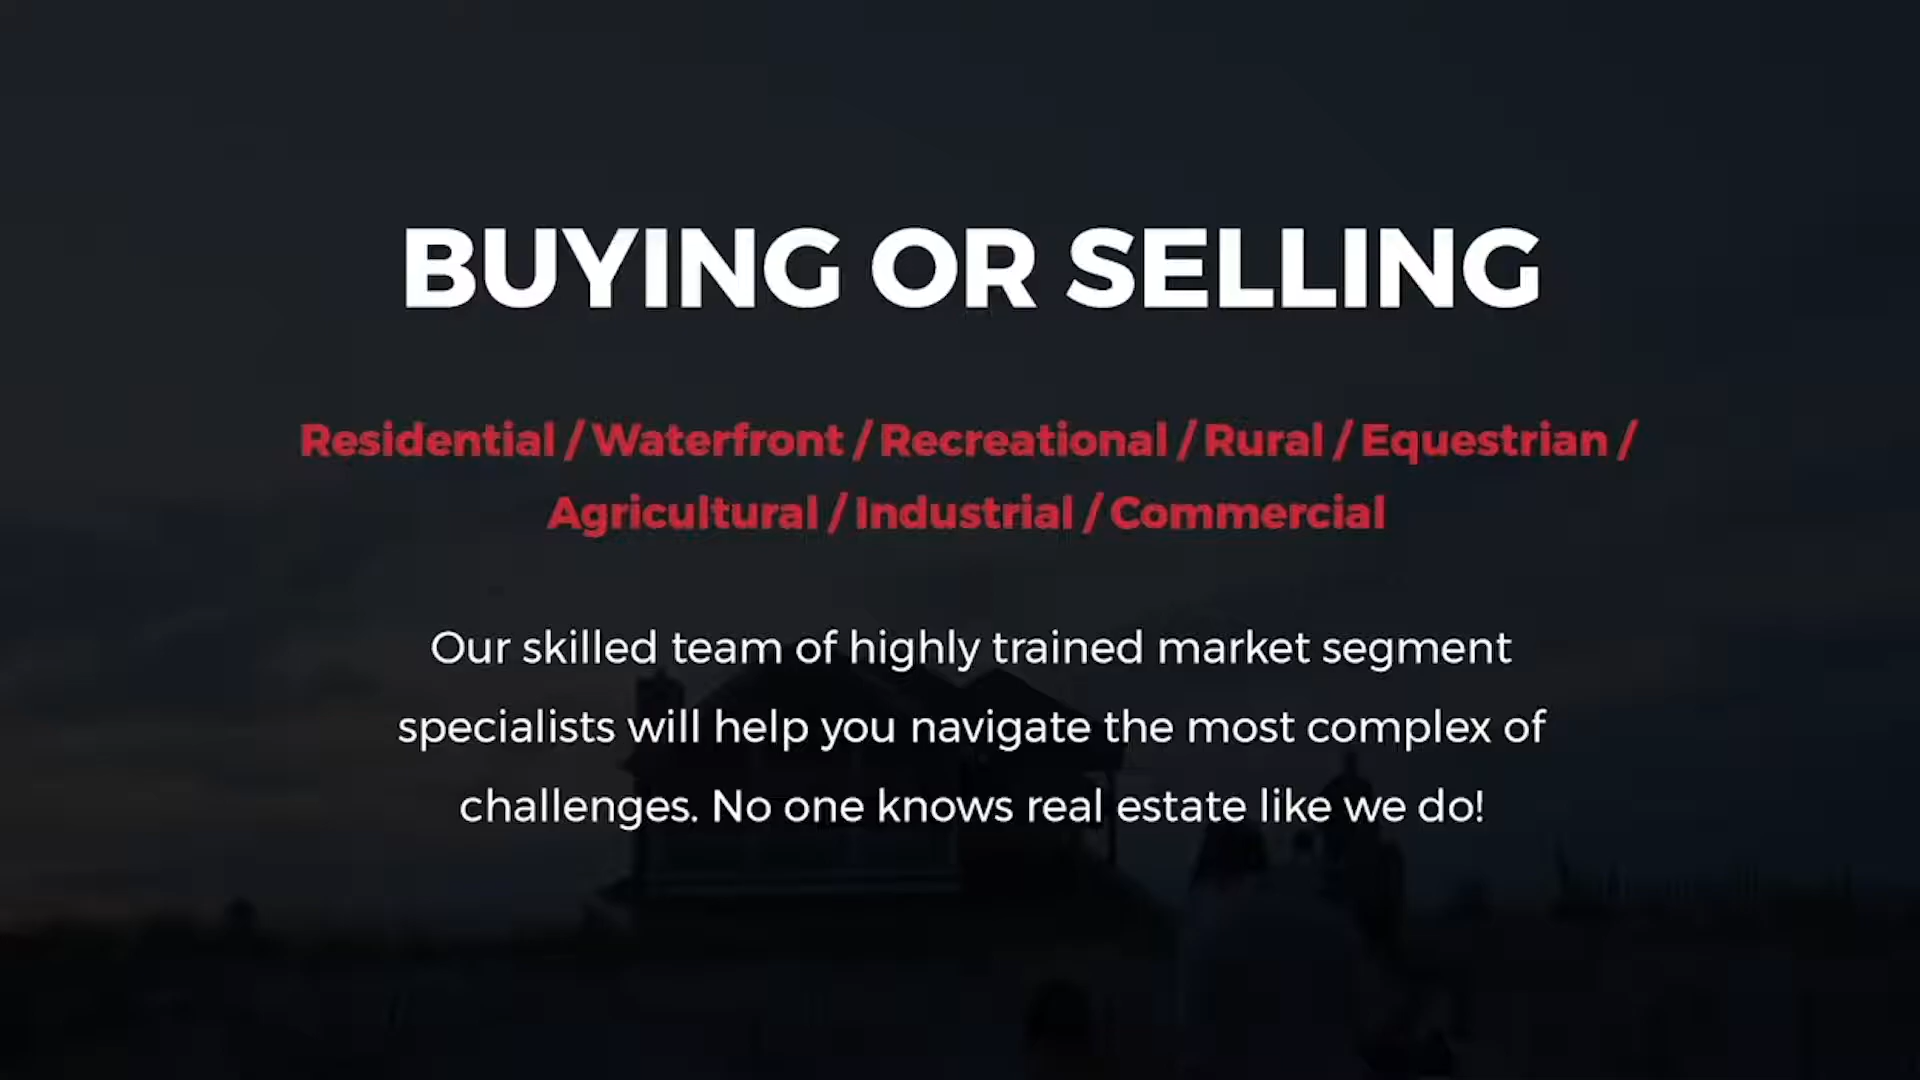 BUYING OR SELLING
Residential / Waterfront / Recreational / Rural / Equestrian /
Agricultural / Industrial / Commercial
Our skilled team of highly trained market segment
specialists will help you navigate the most complex of
challenges. No one knows real estate like we do!